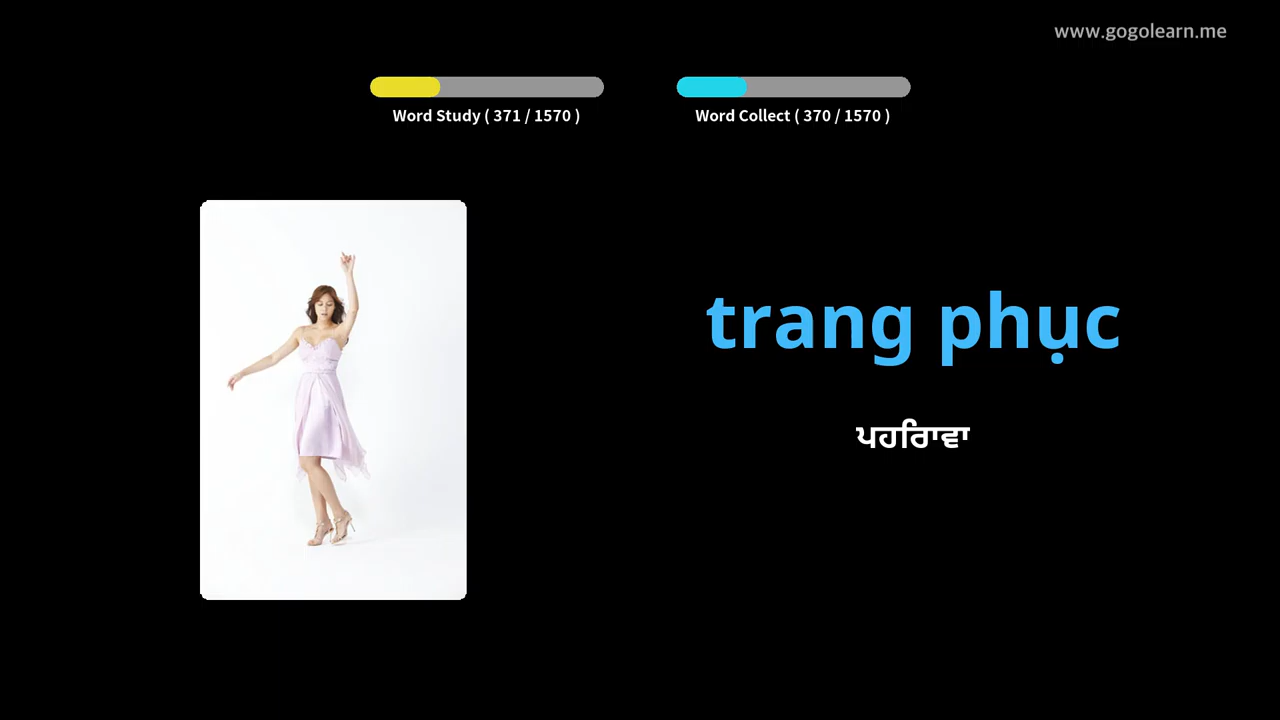 www.gogolearn.me
Word Study ( 371 / 1570 )
Word Collect ( 370 / 1570 )
trang phục
ਪਹਿਰਾਵਾ